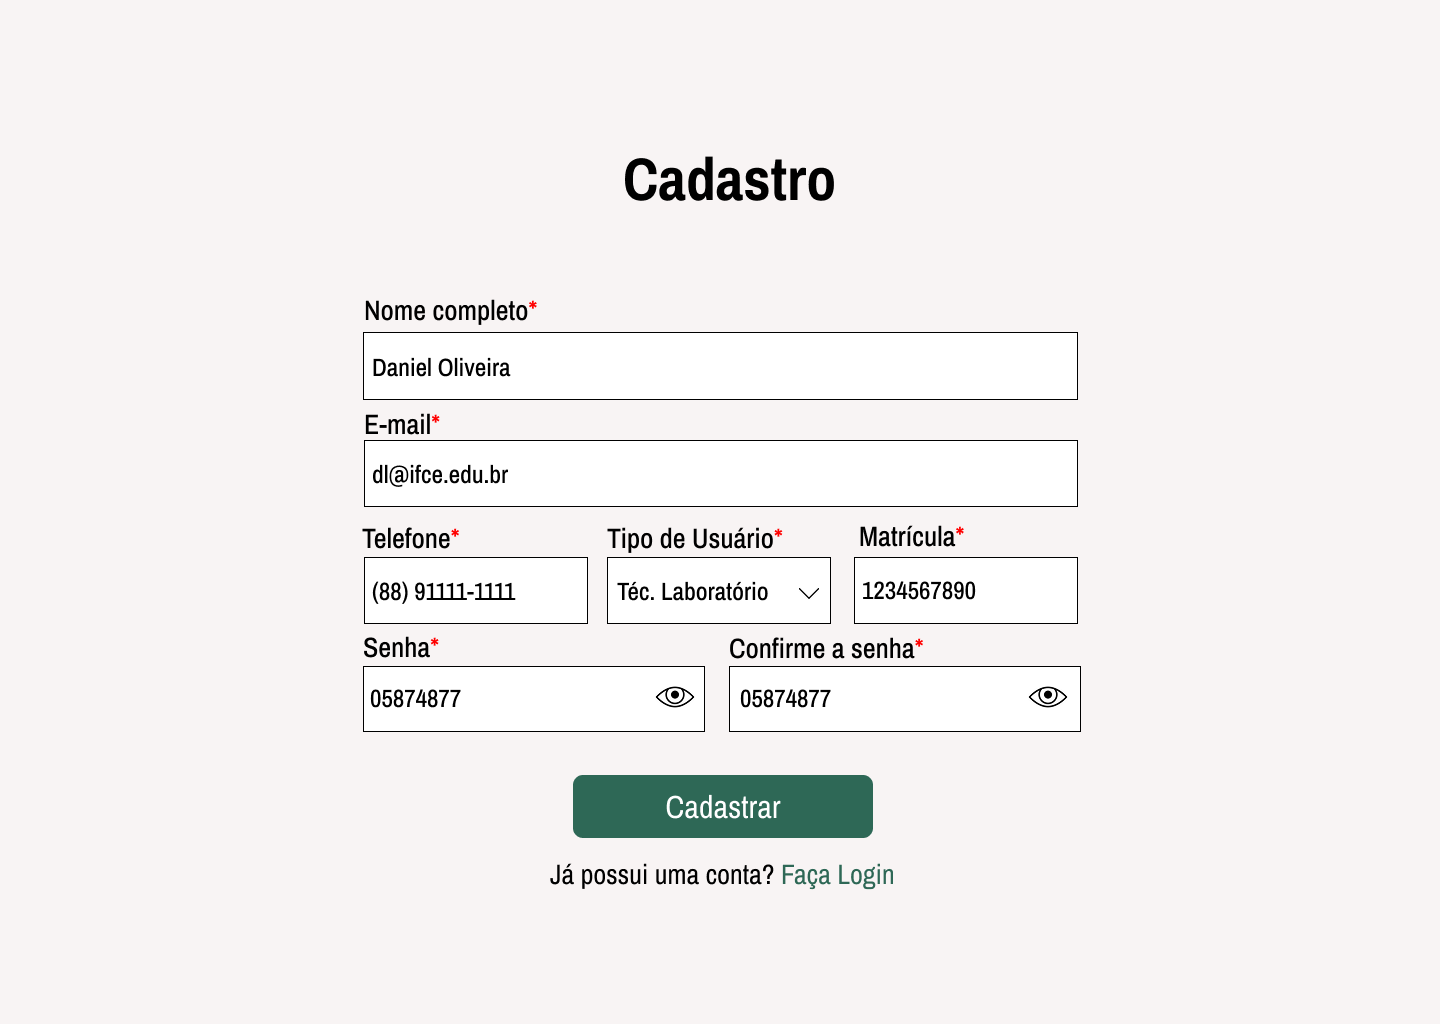 Cadastro
Nome completo*
Daniel Oliveira
E-mail*
dl@ifce.edu.br
Telefone* Tipo de Usuário* Matrícula*
(88) 91111-1111 Téc. Laboratório 1234567890
Senha* Confirme a senha*
05874877 05874877
Cadastrar
Já possui uma conta? Faça Login